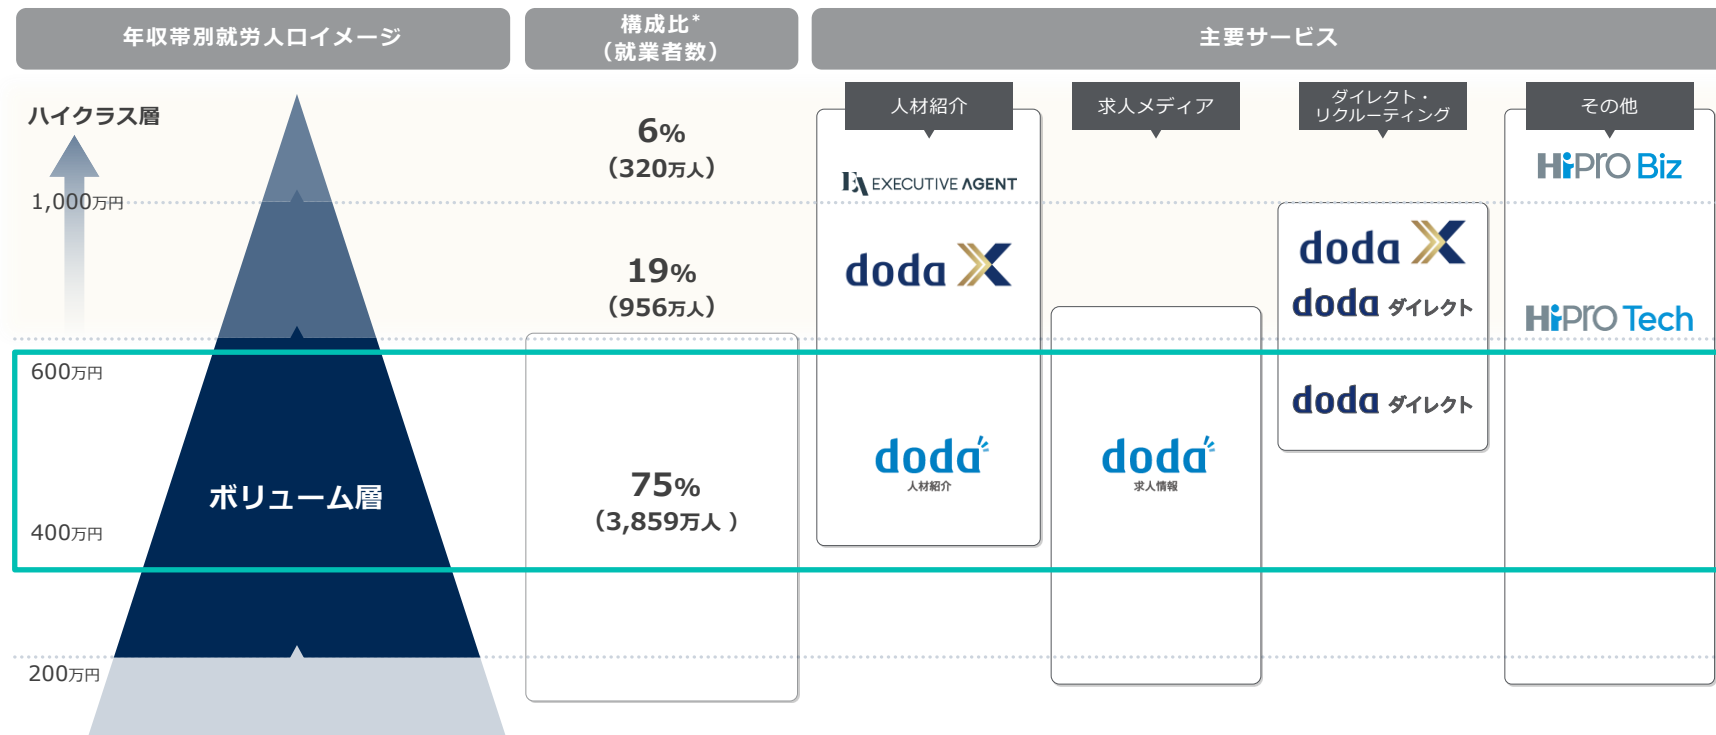 年収帯別就労人口イメージ
構成比*
（就業者数）
主要サービス
ハイクラス層
1,000万円
600万円
400万円
200万円
ボリューム層
6%
（320万人）
19%
（956万人）
75%
（3,859万人 ）
人材紹介
EA EXECUTIVE AGENT
doda X
doda
人材紹介
求人メディア
doda
求人情報
ダイレクト・
リクルーティング
doda X
doda ダイレクト
doda ダイレクト
その他
HiPRO Biz
HiPRO Tech